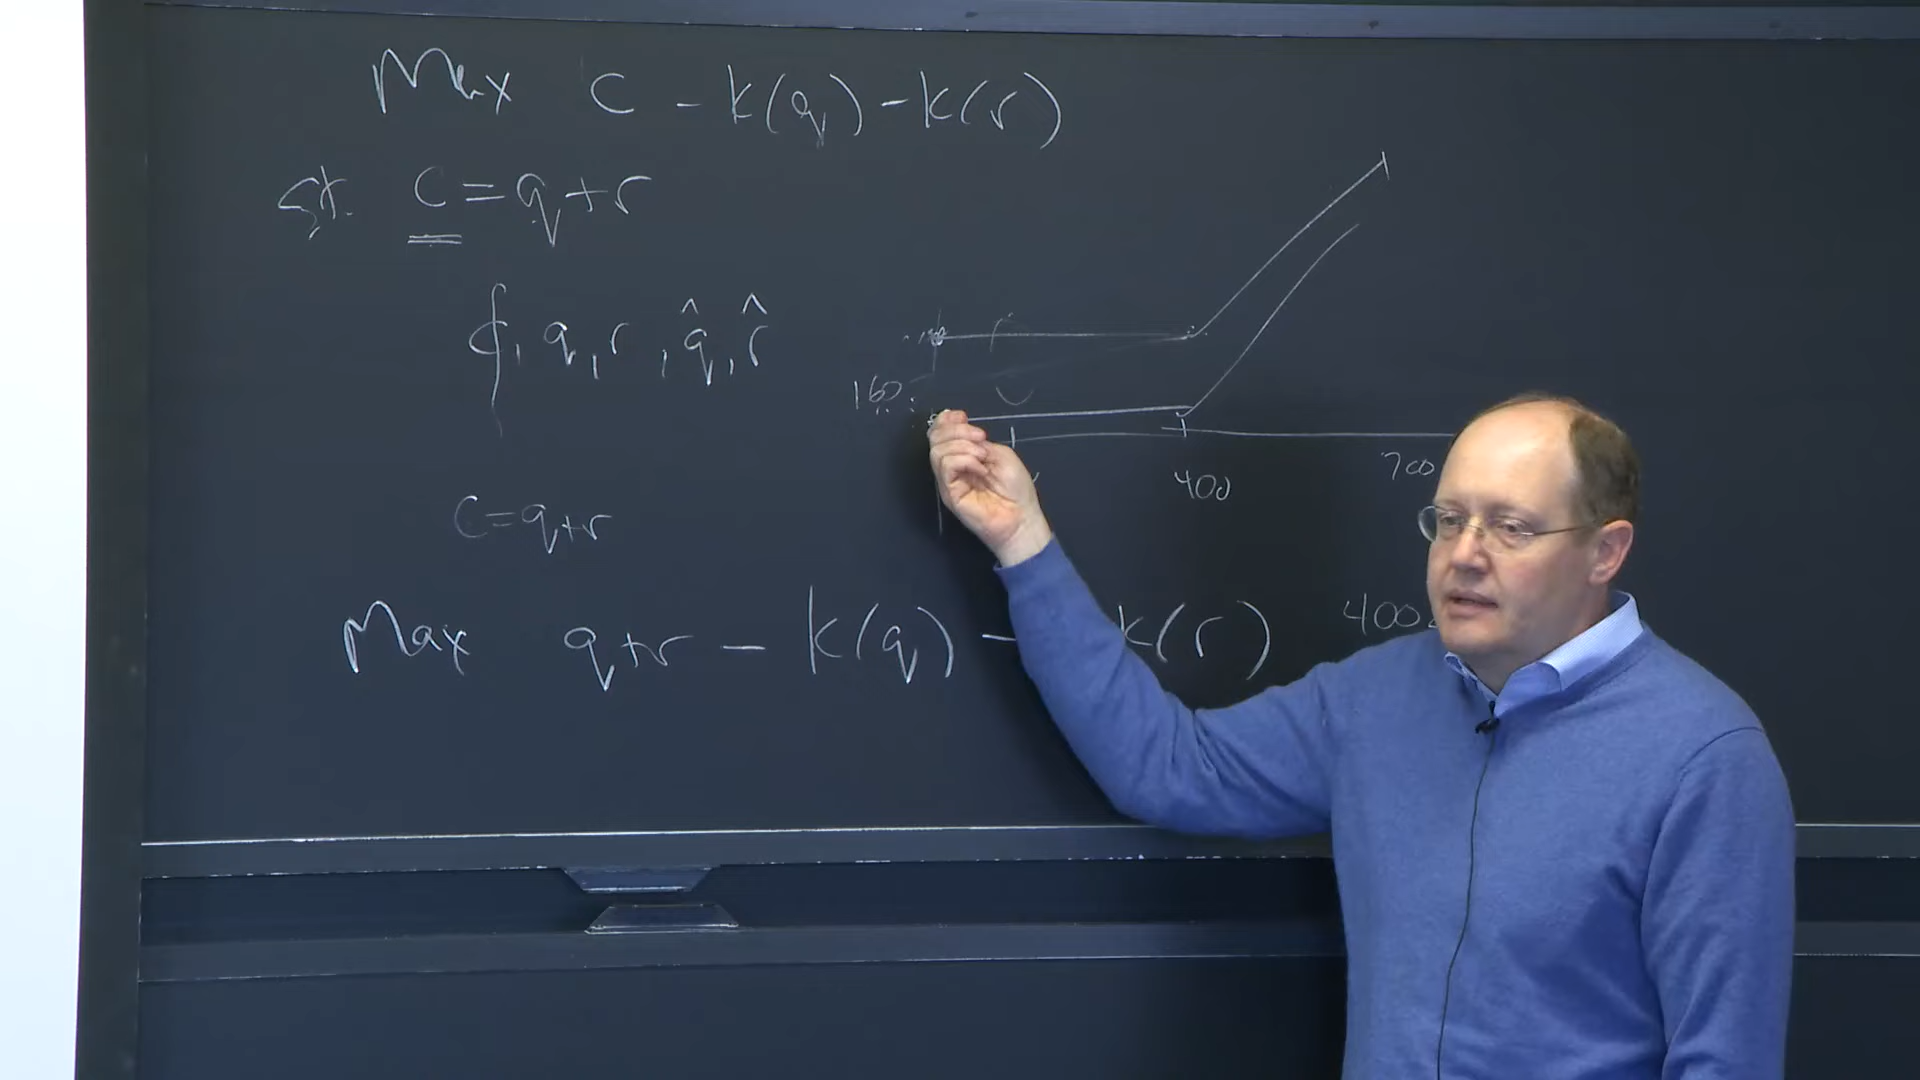 Max C - k(q) - k(r)
st. C = q+r
q, r, q̂, r̂
160
400
700
C = q+r
Max q+r - k(q) - k(r)
400